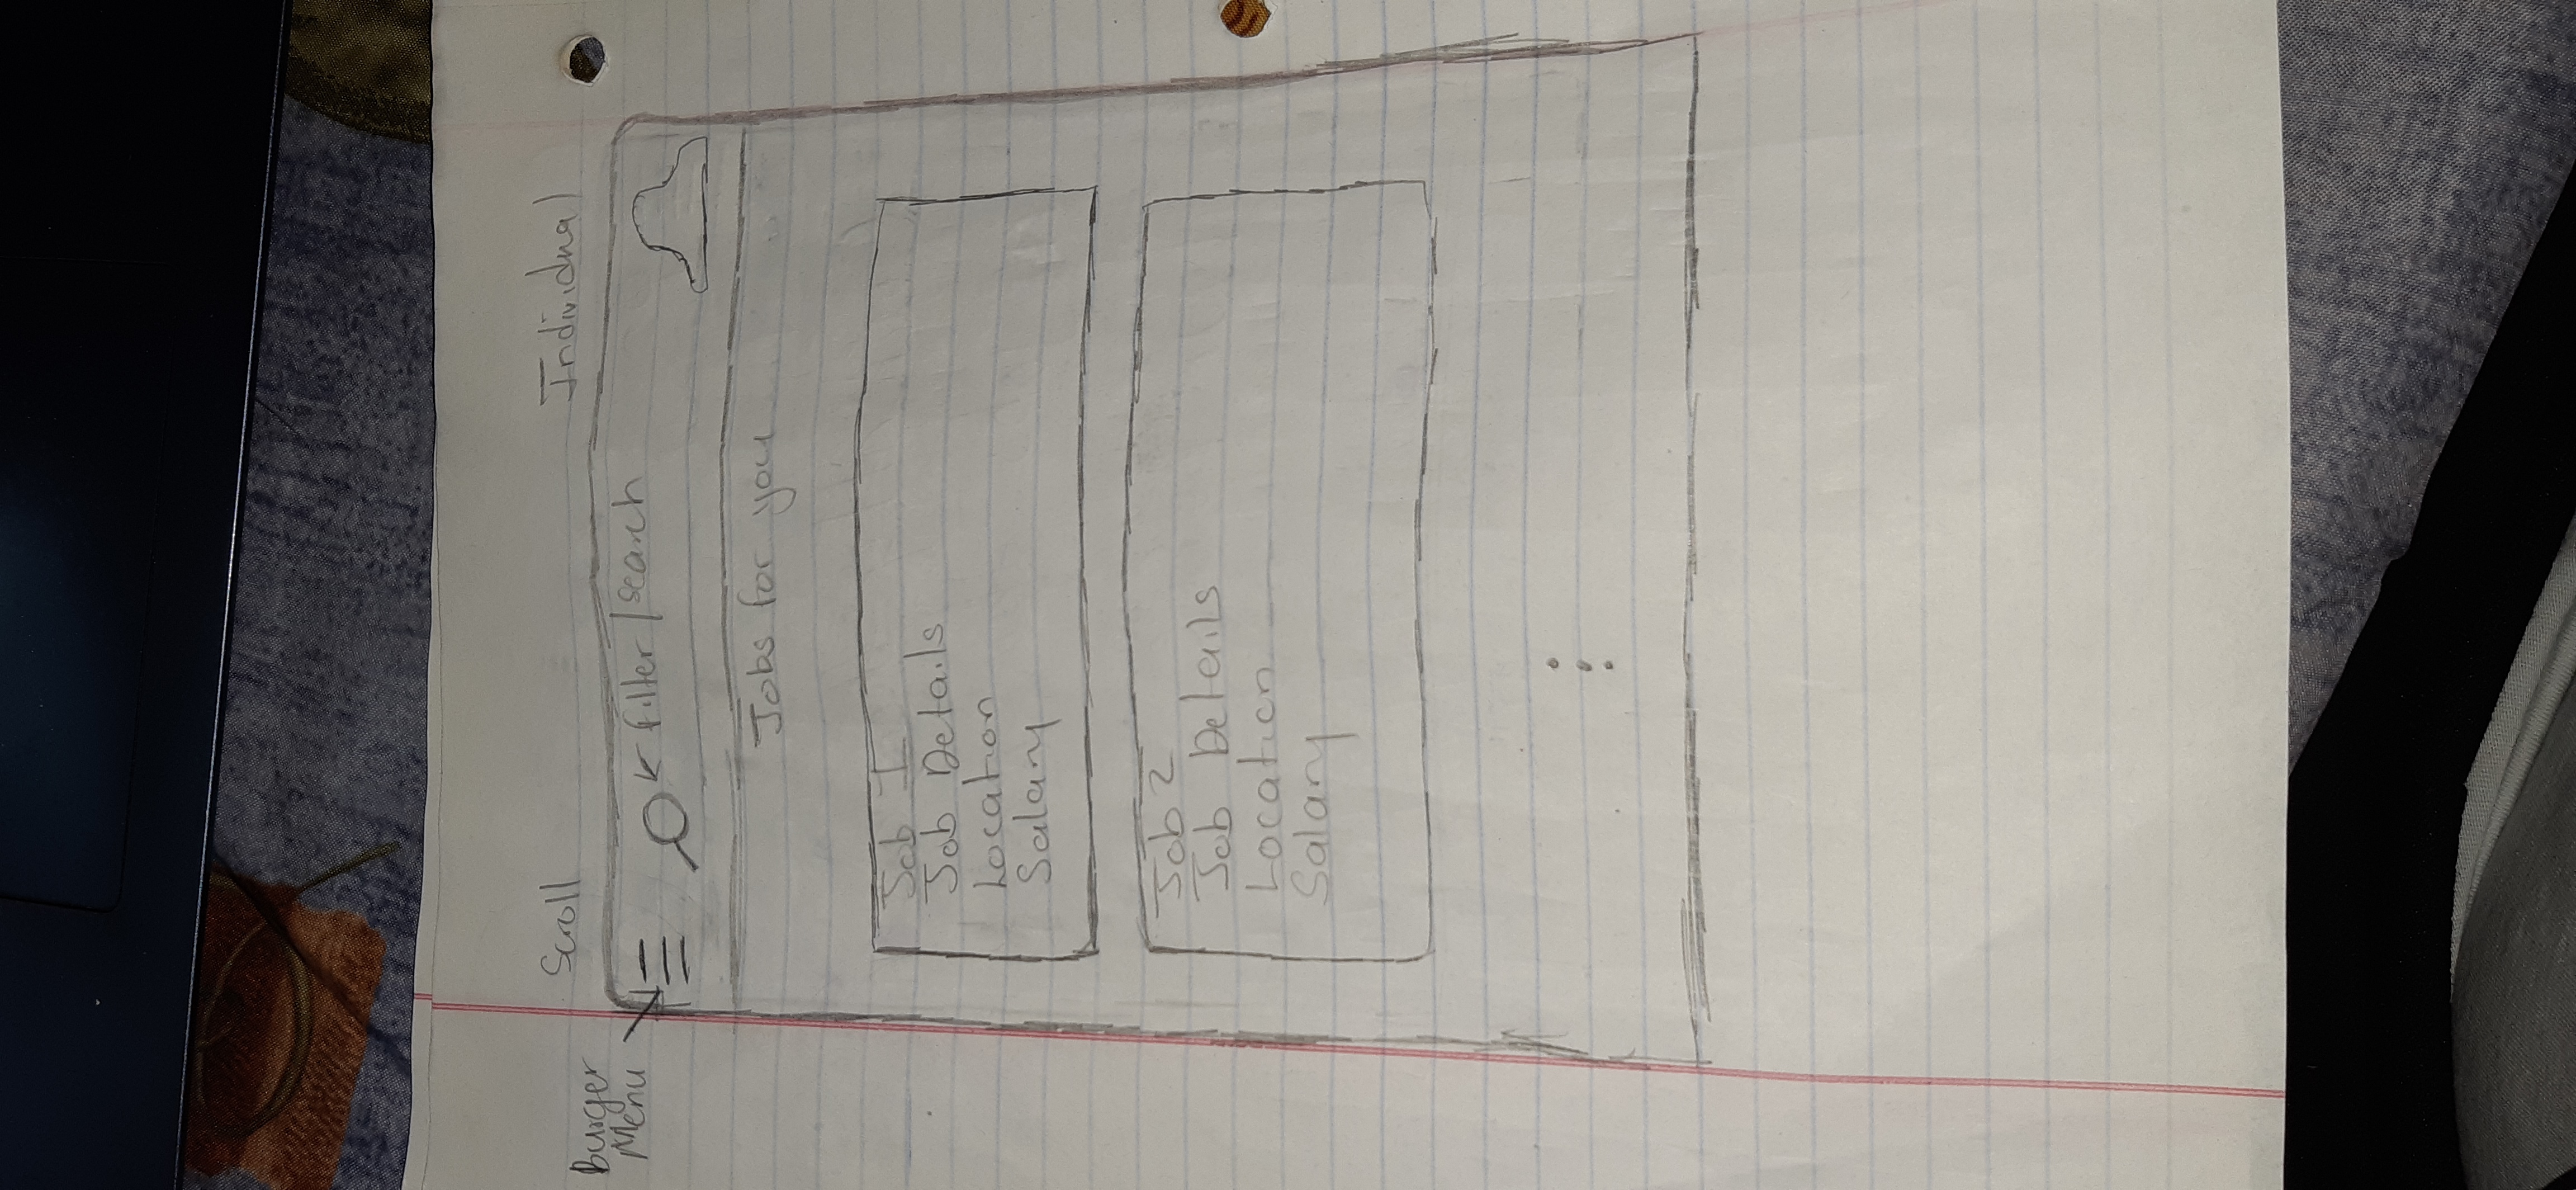 Scroll
Individual
Burger
Menu
filter/search
Jobs for you
Job 1
Job Details
Location
Salary
Job 2
Job Details
Location
Salary